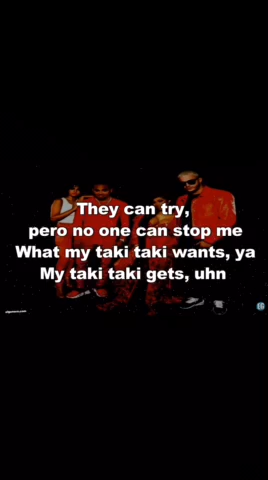 They can try,
pero no one can stop me
What my taki taki wants, ya
My taki taki gets, uhn